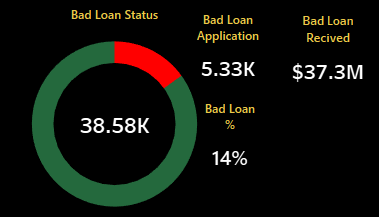 Bad Loan Status
38.58K
Bad Loan
Application
5.33K
Bad Loan
%
14%
Bad Loan
Recived
$37.3M